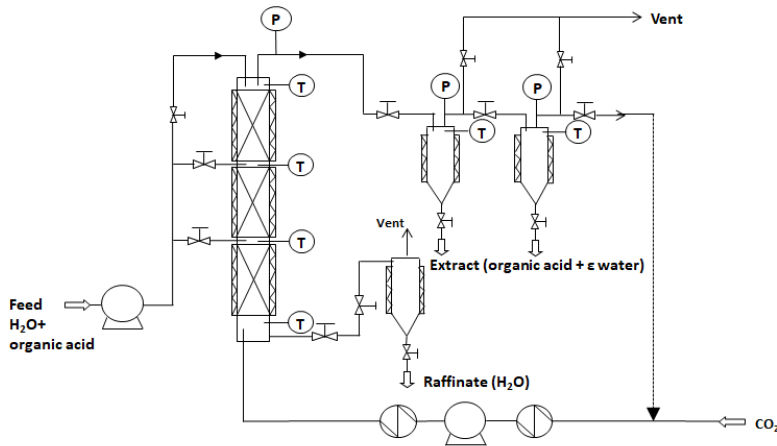 P
Vent
T
P
P
T
T
T
Vent
T
Extract (organic acid + ε water)
Feed
H₂O+
organic acid
T
Raffinate (H₂O)
CO₂